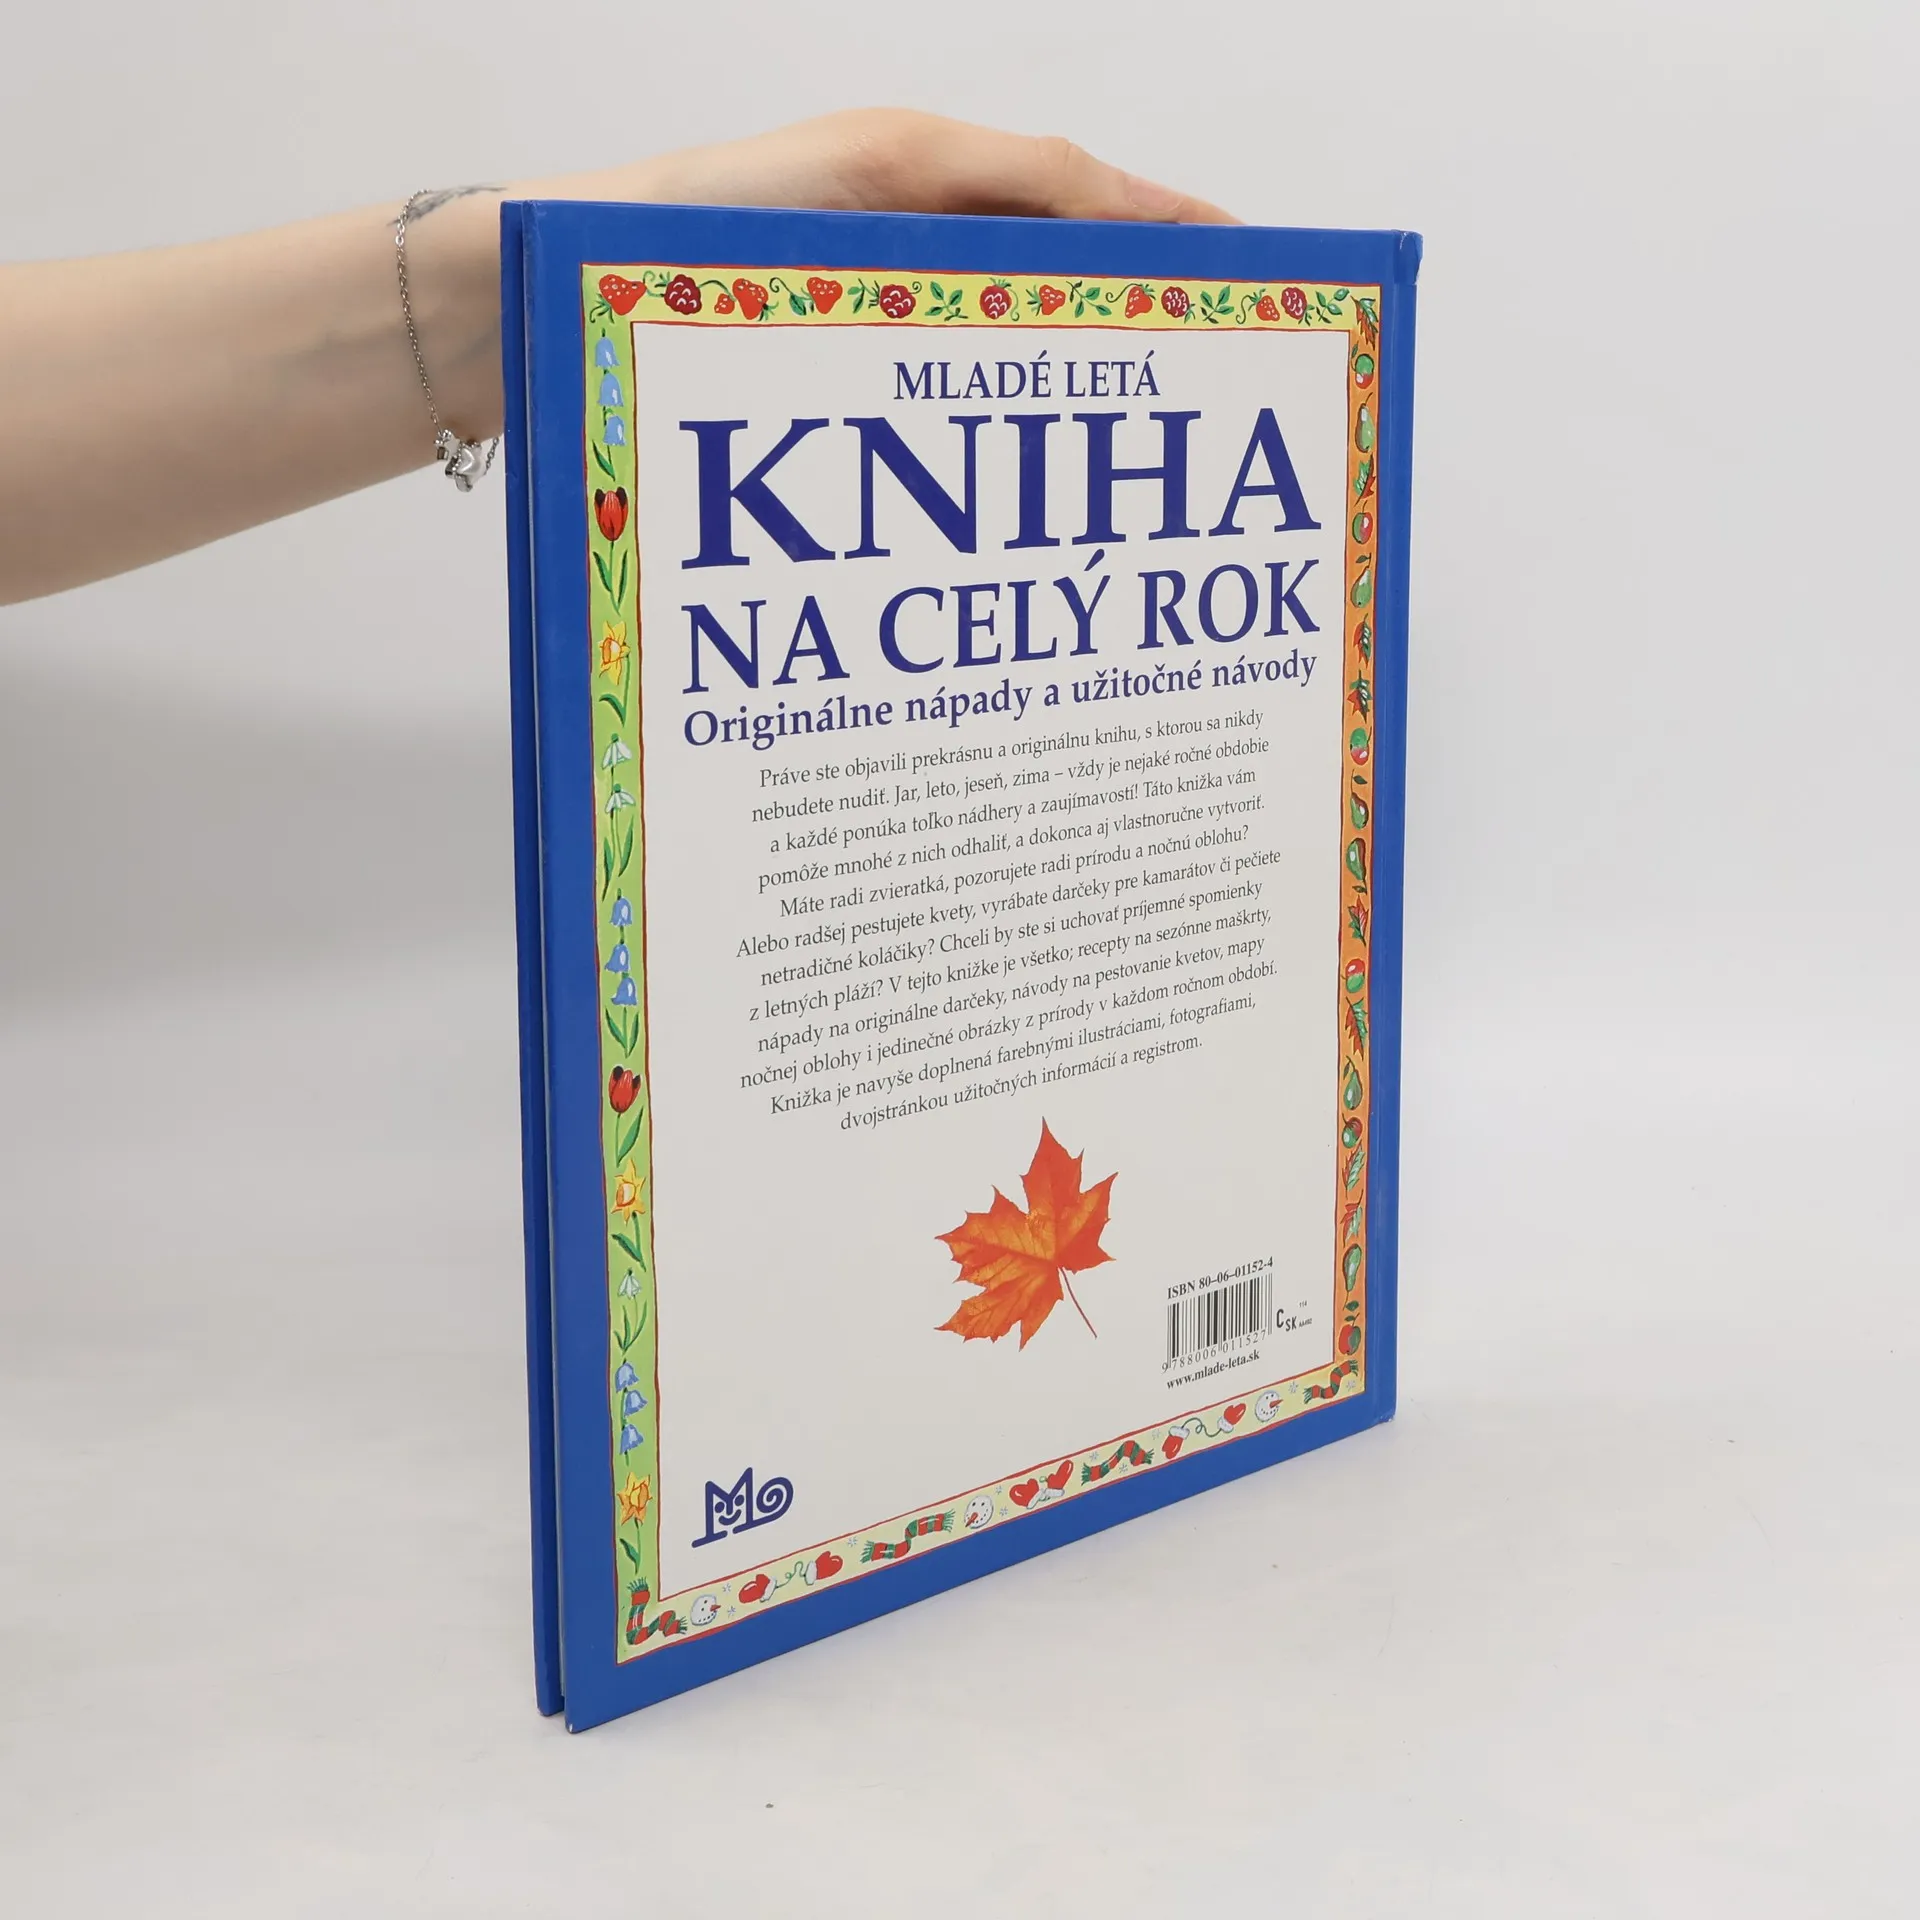 MLADÉ LETÁ
KNIHA
NA CELÝ ROK
Originálne nápady a užitočné návody
Práve ste objavili prekrásnu a originálnu knihu, s ktorou sa nikdy
nebudete nudiť. Jar, leto, jeseň, zima – vždy je nejaké ročné obdobie
a každé ponúka toľko nádhery a zaujímavostí! Táto knižka vám
pomôže mnohé z nich odhaliť, a dokonca aj vlastnoručne vytvoriť.
Máte radi zvieratká, pozorujete radi prírodu a nočnú oblohu?
Alebo radšej pestujete kvety, vyrábate darčeky pre kamarátov či pečiete
netradičné koláčiky? Chceli by ste si uchovať príjemné spomienky
z letných pláží? V tejto knižke je všetko; recepty na sezónne maškrty,
nápady na originálne darčeky, návody na pestovanie kvetov, mapy
nočnej oblohy i jedinečné obrázky z prírody v každom ročnom období.
Knižka je navyše doplnená farebnými ilustráciami, fotografiami,
dvojstránkou užitočných informácií a registrom.
ISBN 80–06–01152-4
9788006011527
CSK
114
www.mlade-leta.sk